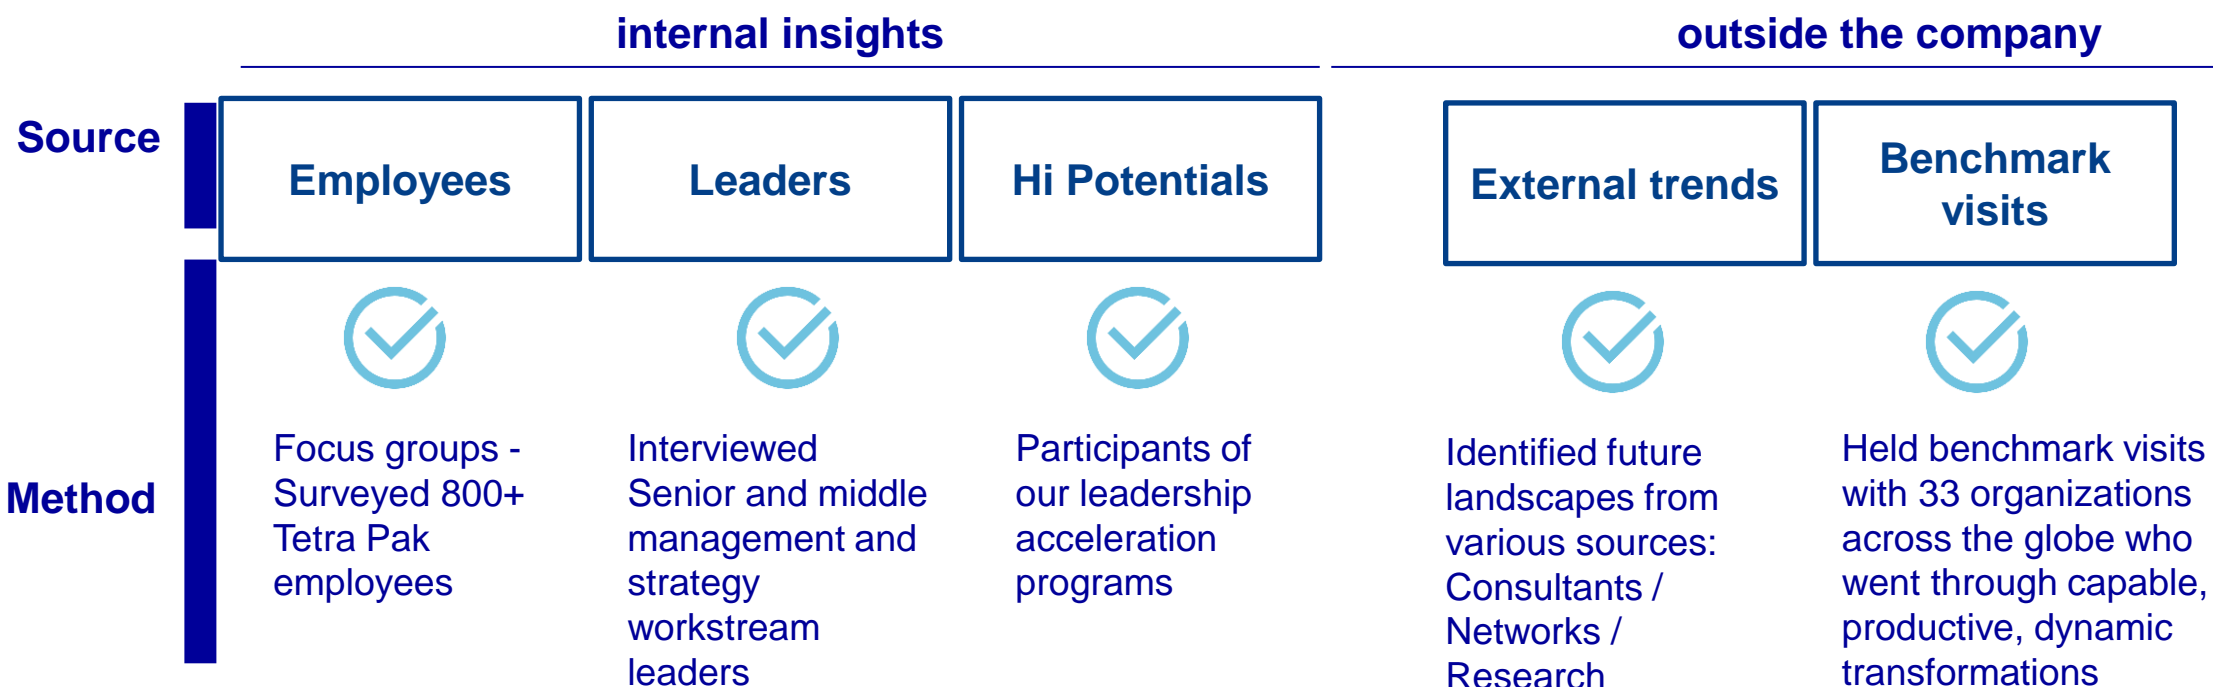 internal insights
outside the company
Source
Employees
Leaders
Hi Potentials
External trends
Benchmark
visits
Method
Focus groups -
Surveyed 800+
Tetra Pak
employees
Interviewed
Senior and middle
management and
strategy
workstream
leaders
Participants of
our leadership
acceleration
programs
Identified future
landscapes from
various sources:
Consultants /
Networks /
Research
Held benchmark visits
with 33 organizations
across the globe who
went through capable,
productive, dynamic
transformations